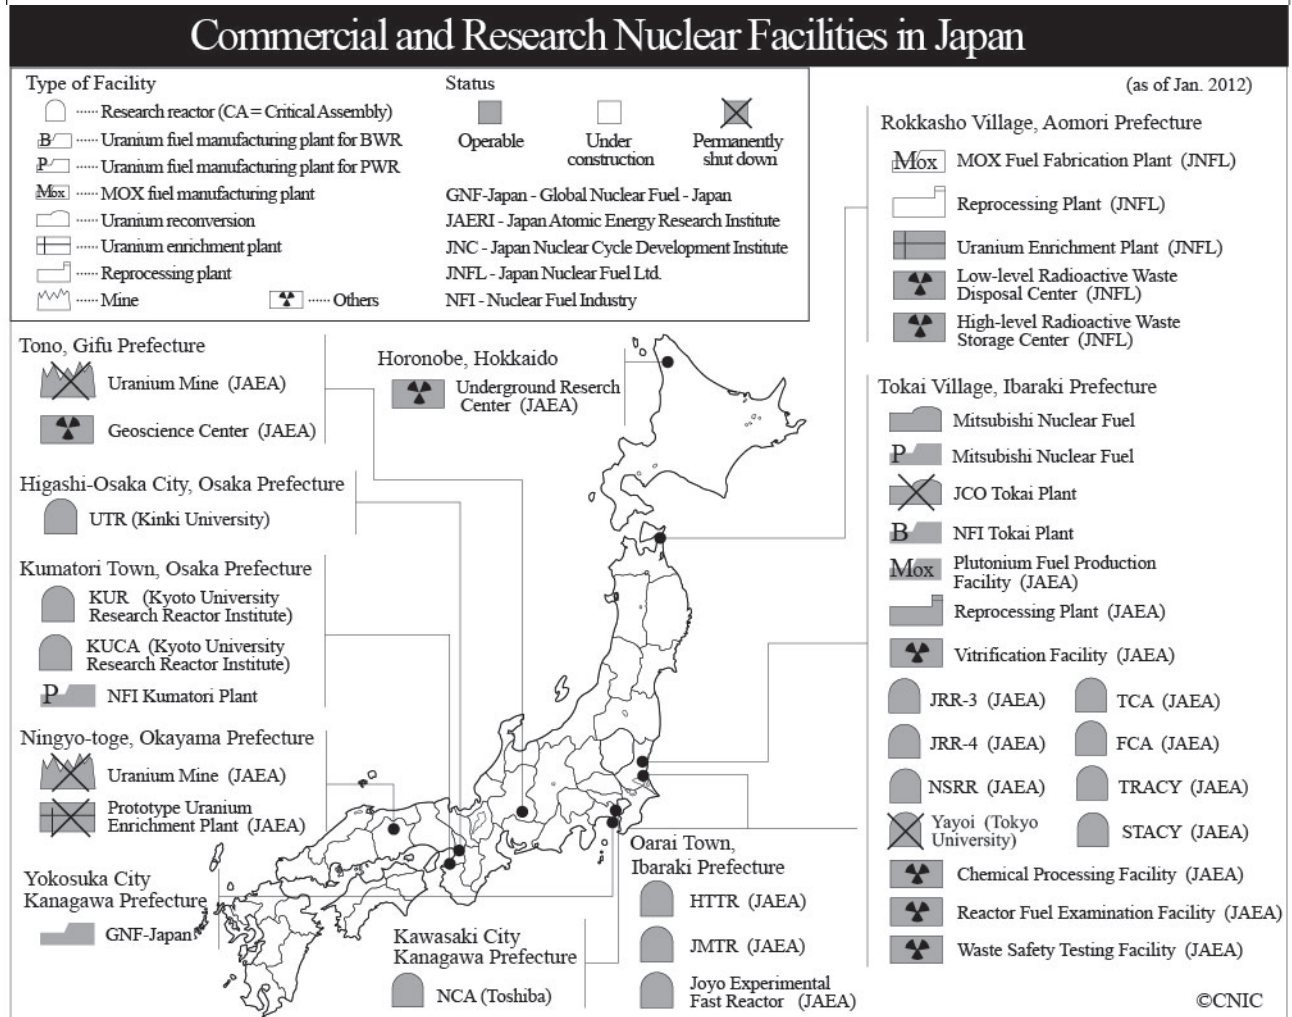 Commercial and Research Nuclear Facilities in Japan
Type of Facility
Research reactor (CA = Critical Assembly)
B Uranium fuel manufacturing plant for BWR
P Uranium fuel manufacturing plant for PWR
Mox MOX fuel manufacturing plant
Uranium reconversion
Uranium enrichment plant
Reprocessing plant
Mine
Others
Status
Operable
Under
construction
Permanently
shut down
GNF-Japan - Global Nuclear Fuel - Japan
JAERI - Japan Atomic Energy Research Institute
JNC - Japan Nuclear Cycle Development Institute
JNFL - Japan Nuclear Fuel Ltd.
NFI - Nuclear Fuel Industry
(as of Jan. 2012)
Rokkasho Village, Aomori Prefecture
Mox MOX Fuel Fabrication Plant (JNFL)
Reprocessing Plant (JNFL)
Uranium Enrichment Plant (JNFL)
Low-level Radioactive Waste
Disposal Center (JNFL)
High-level Radioactive Waste
Storage Center (JNFL)
Tono, Gifu Prefecture
Uranium Mine (JAEA)
Geoscience Center (JAEA)
Horonobe, Hokkaido
Underground Reserch
Center (JAEA)
Higashi-Osaka City, Osaka Prefecture
UTR (Kinki University)
Kumatori Town, Osaka Prefecture
KUR (Kyoto University
Research Reactor Institute)
KUCA (Kyoto University
Research Reactor Institute)
P NFI Kumatori Plant
Ningyo-toge, Okayama Prefecture
Uranium Mine (JAEA)
Prototype Uranium
Enrichment Plant (JAEA)
Yokosuka City
Kanagawa Prefecture
GNF-Japan
Kawasaki City
Kanagawa Prefecture
NCA (Toshiba)
Oarai Town,
Ibaraki Prefecture
HTTR (JAEA)
JMTR (JAEA)
Joyo Experimental
Fast Reactor (JAEA)
Tokai Village, Ibaraki Prefecture
Mitsubishi Nuclear Fuel
P Mitsubishi Nuclear Fuel
JCO Tokai Plant
B NFI Tokai Plant
Mox Plutonium Fuel Production
Facility (JAEA)
Reprocessing Plant (JAEA)
Vitrification Facility (JAEA)
JRR-3 (JAEA)
TCA (JAEA)
JRR-4 (JAEA)
FCA (JAEA)
NSRR (JAEA)
TRACY (JAEA)
Yayoi (Tokyo
University)
STACY (JAEA)
Chemical Processing Facility (JAEA)
Reactor Fuel Examination Facility (JAEA)
Waste Safety Testing Facility (JAEA)
©CNIC